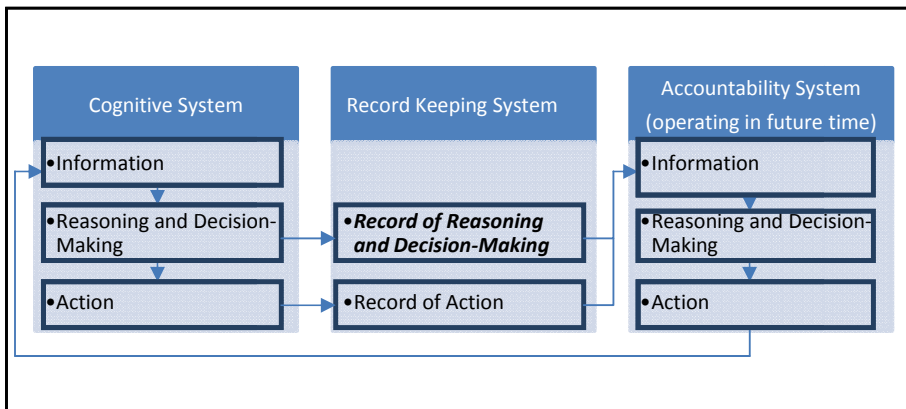 Cognitive System
•Information
•Reasoning and Decision-
Making
•Action
Record Keeping System
•Record of Reasoning
and Decision-Making
•Record of Action
Accountability System
(operating in future time)
•Information
•Reasoning and Decision-
Making
•Action